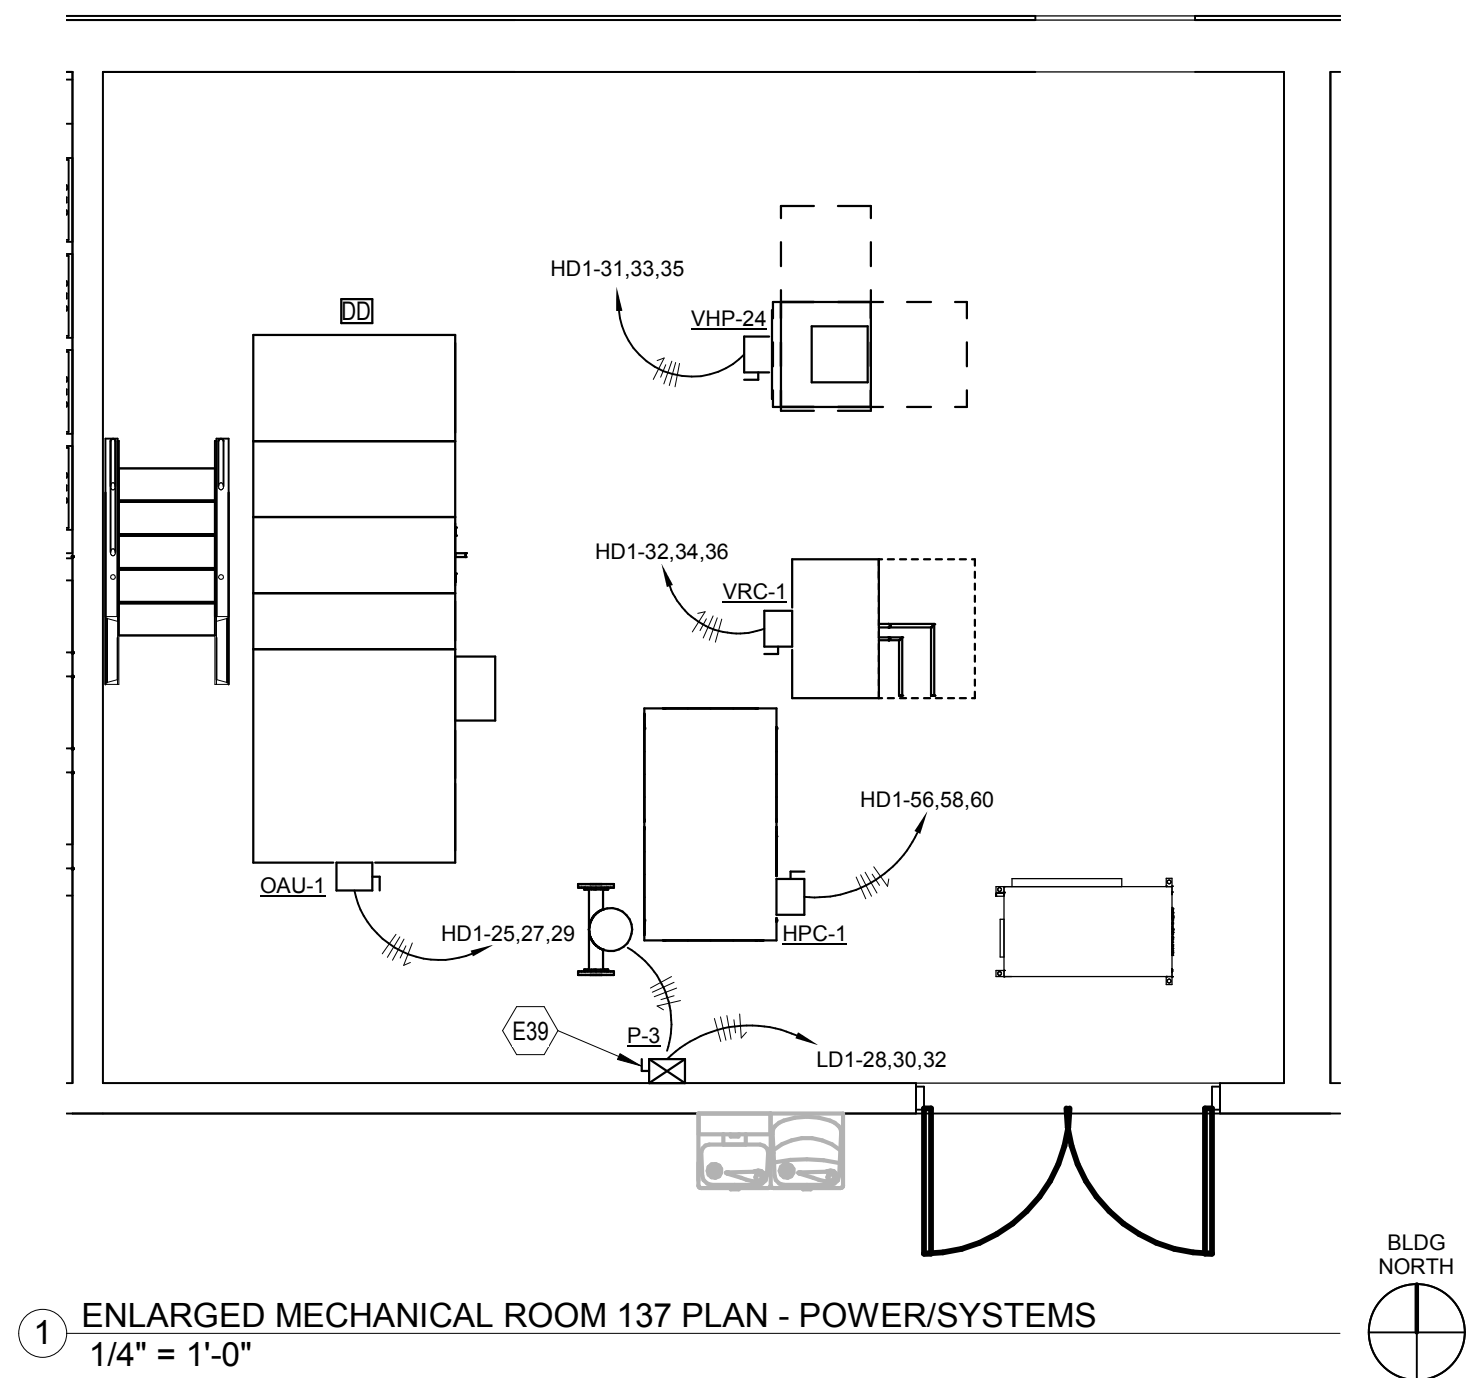 HD1-31,33,35
DD
VHP-24
HD1-32,34,36
VRC-1
HD1-56,58,60
OAU-1
HD1-25,27,29
HPC-1
E39
P-3
LD1-28,30,32
BLDG
NORTH
1 ENLARGED MECHANICAL ROOM 137 PLAN - POWER/SYSTEMS
1/4" = 1'-0"